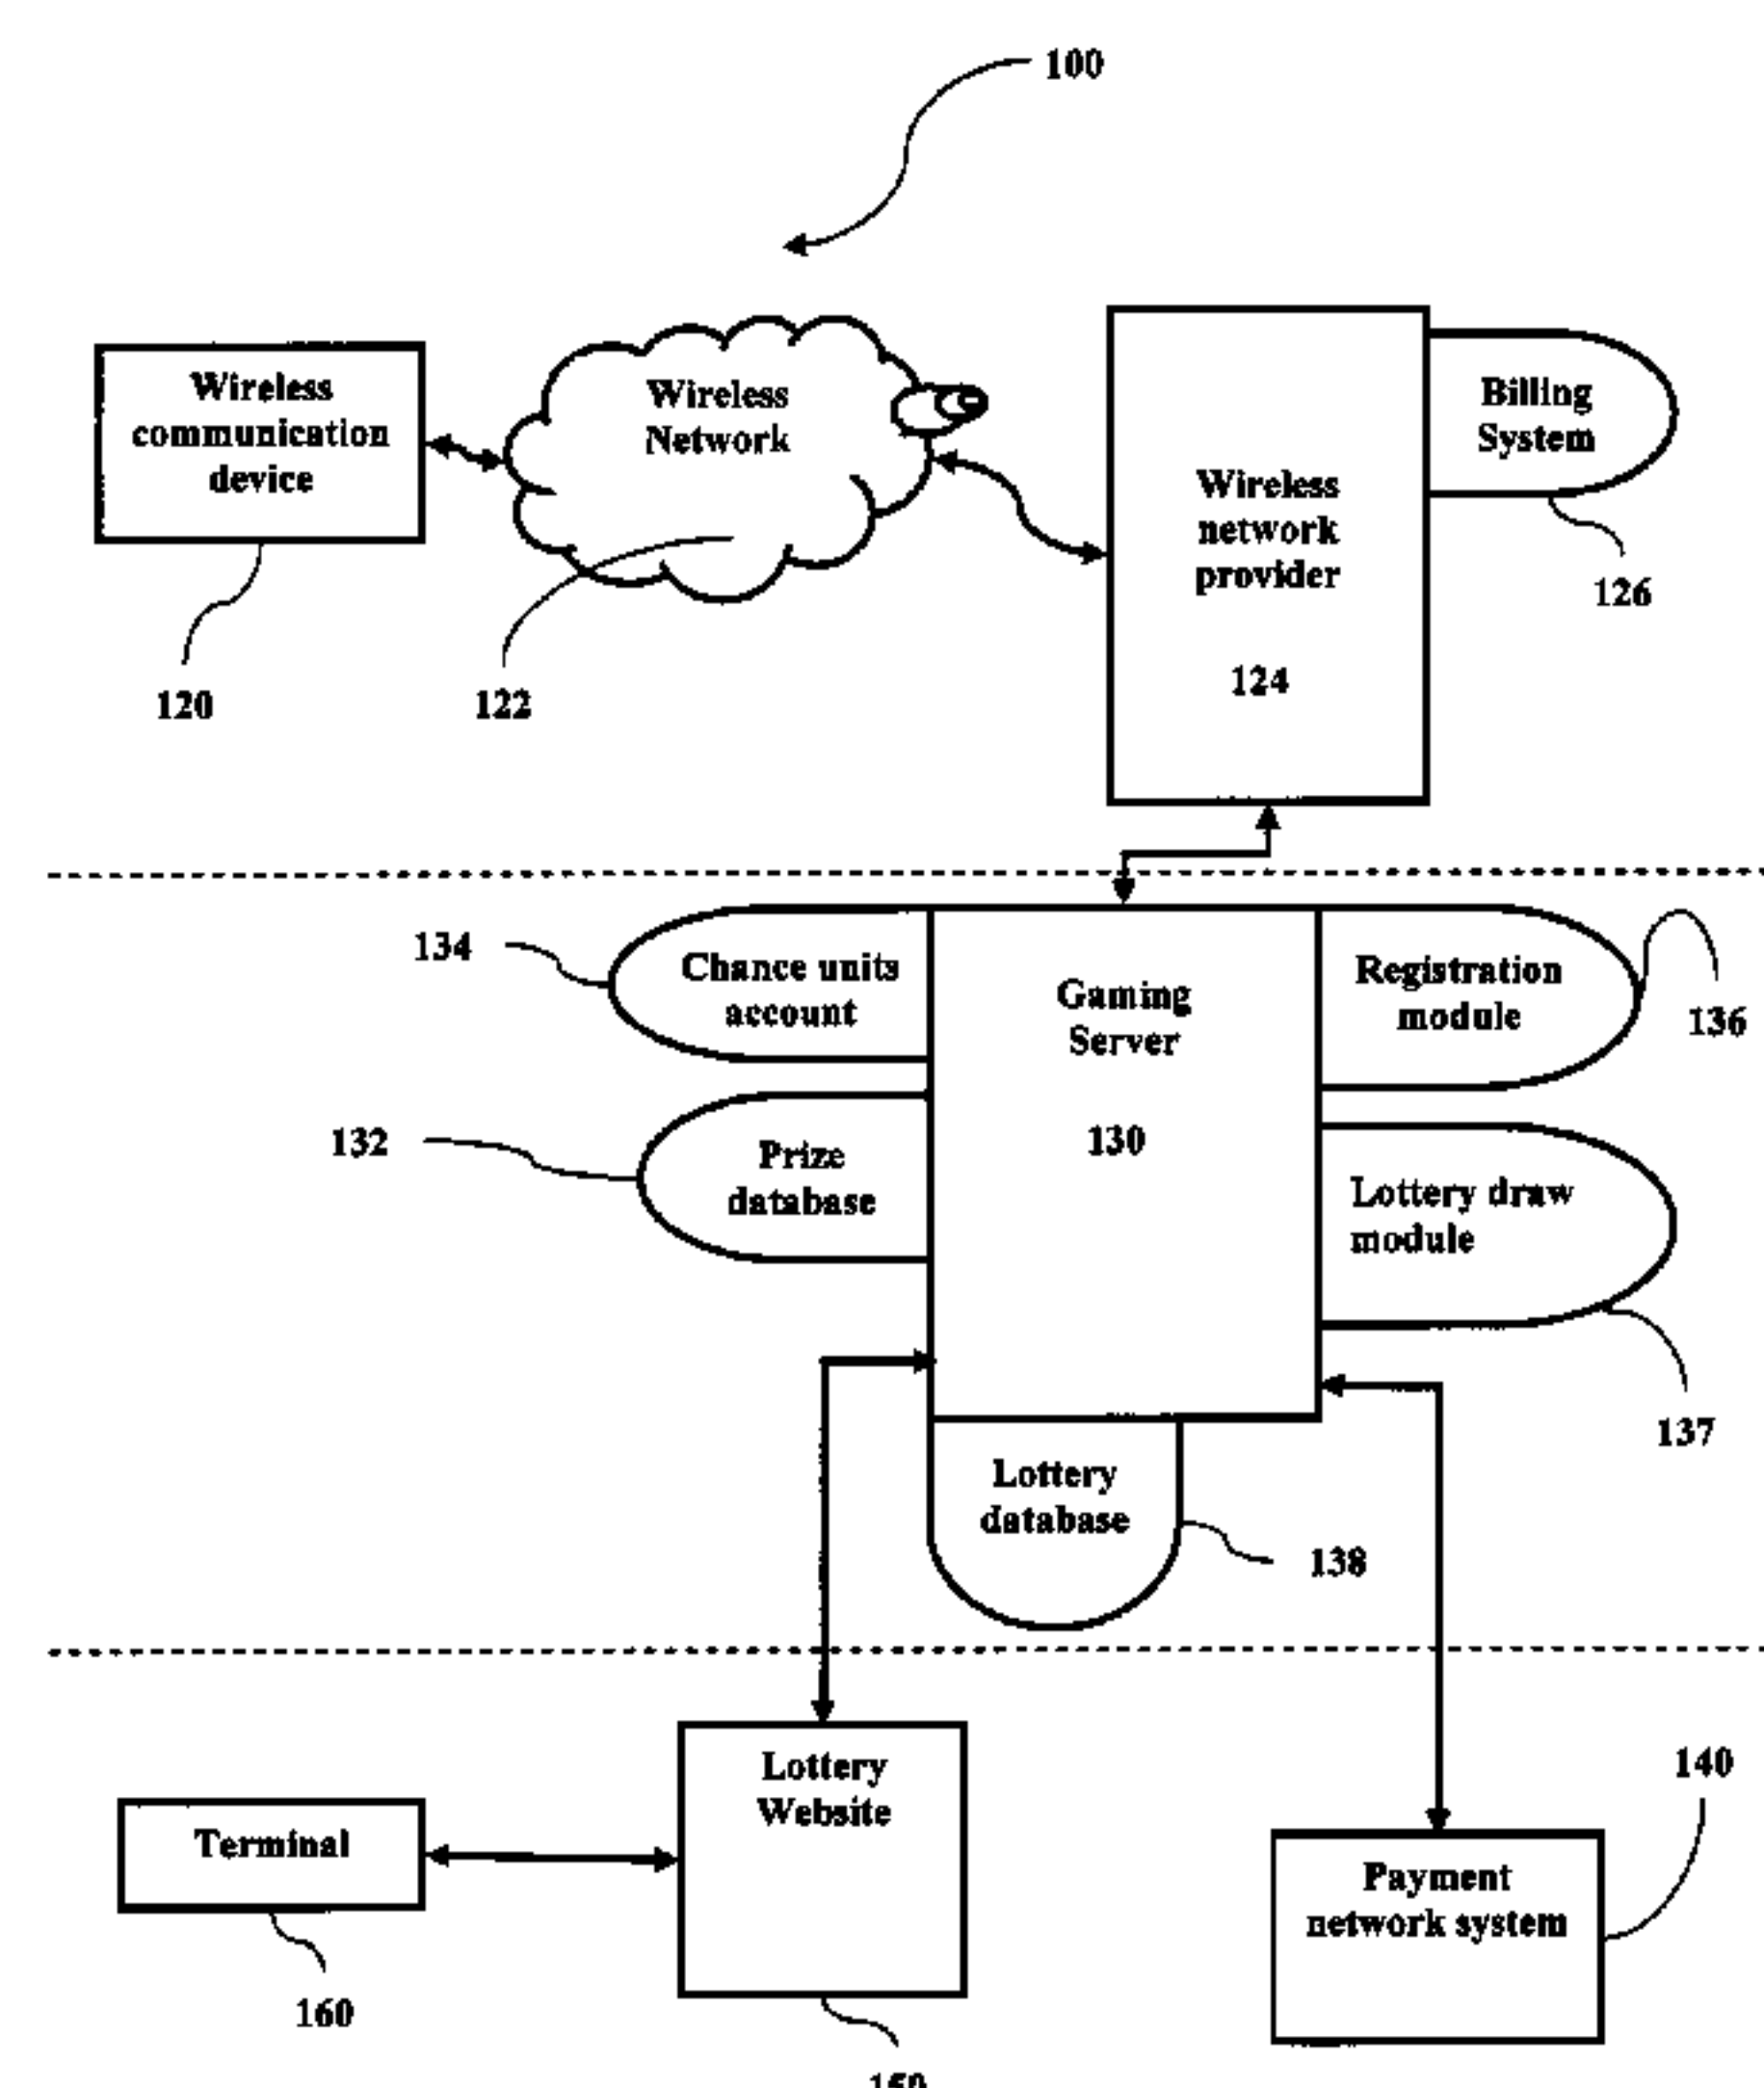 100
Wireless
communication
device
Wireless
Network
Billing
System
Wireless
network
provider
126
124
120
122
134
Chance units
account
Gaming
Server
Registration
module
136
132
Prize
database
130
Lottery draw
module
137
Lottery
database
138
Lottery
Website
140
Terminal
Payment
network system
160